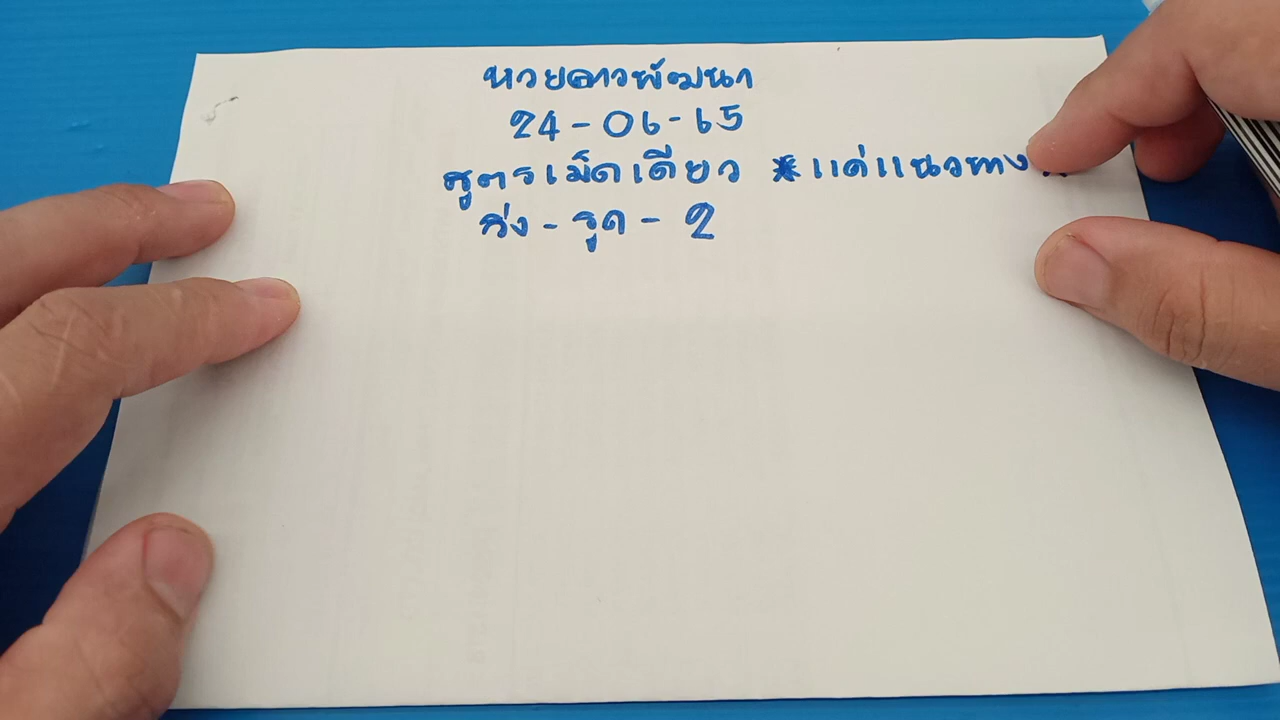 หวยลาวพัฒนา
24-06-65
สูตรเม็ดเดียว *แค่แนวทาง
วิ่ง-รูด-2